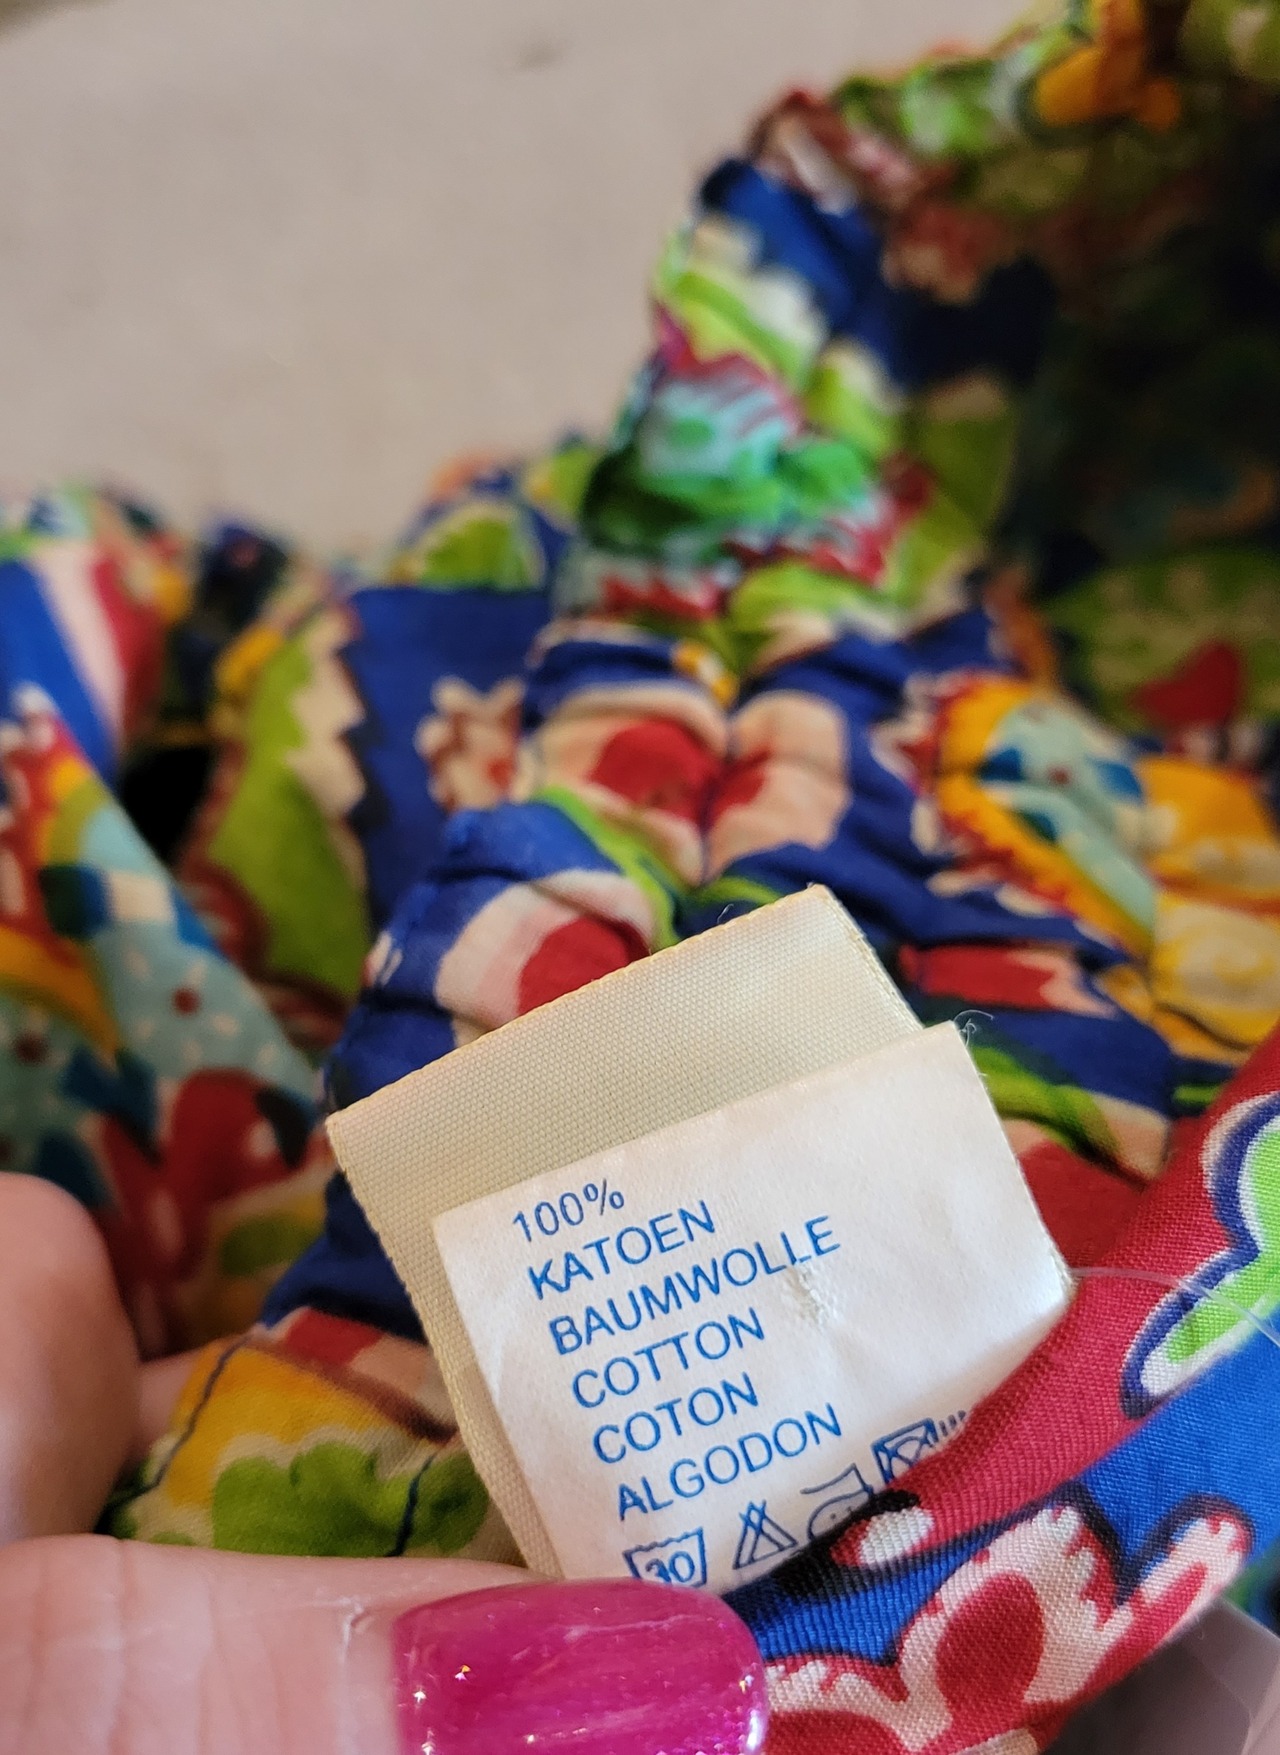 100%
KATOEN
BAUMWOLLE
COTTON
COTON
ALGODON
30